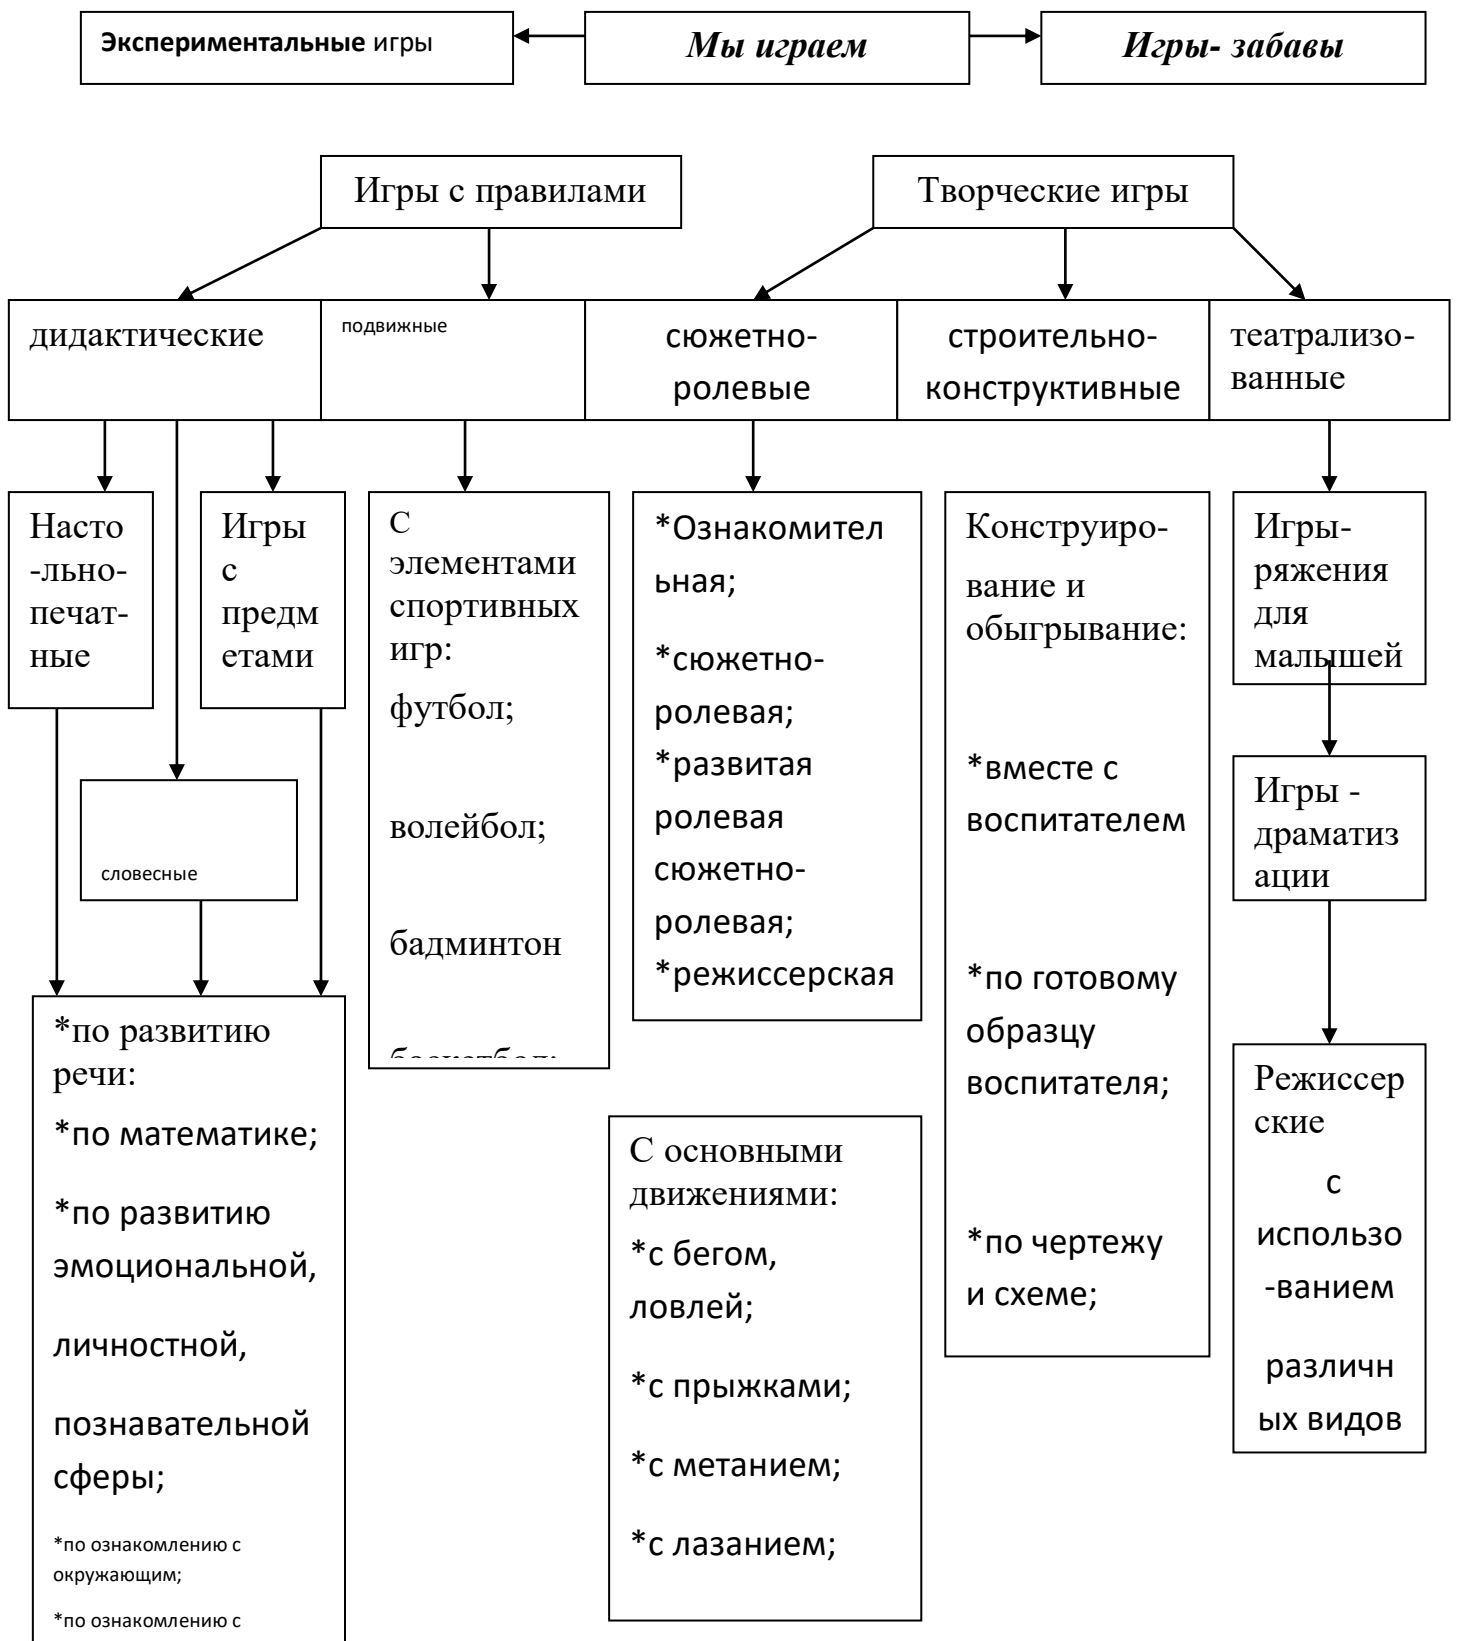 Экспериментальные игры
Мы играем
Игры- забавы
Игры с правилами
Творческие игры
дидактические
подвижные
сюжетно-
ролевые
строительно-
конструктивные
театрализо-
ванные
Насто
-льно-
печат-
ные
Игры
с
предм
етами
С
элементами
спортивных
игр:
футбол;
волейбол;
бадминтон
баскетбол;
*Ознакомител
ьная;
*сюжетно-
ролевая;
*развитая
ролевая
сюжетно-
ролевая;
*режиссерская
Конструиро-
вание и
обыгрывание:
*вместе с
воспитателем
*по готовому
образцу
воспитателя;
*по чертежу
и схеме;
Игры-
ряжения
для
малышей
Игры -
драматиз
ации
Режиссер
ские
с
использо
-ванием
различн
ых видов
словесные
*по развитию
речи:
*по математике;
*по развитию
эмоциональной,
личностной,
познавательной
сферы;
*по ознакомлению с
окружающим;
*по ознакомлению с
С основными
движениями:
*с бегом,
ловлей;
*с прыжками;
*с метанием;
*с лазанием;